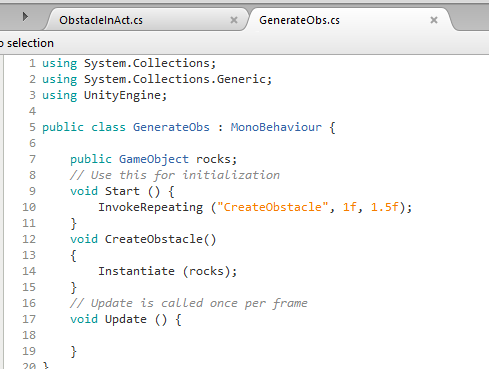 ObstacleInAct.cs × GenerateObs.cs ×
o selection
1 using System.Collections;
2 using System.Collections.Generic;
3 using UnityEngine;
4
5 public class GenerateObs : MonoBehaviour {
6
7 public GameObject rocks;
8 // Use this for initialization
9 void Start () {
10 InvokeRepeating ("CreateObstacle", 1f, 1.5f);
11 }
12 void CreateObstacle()
13 {
14 Instantiate (rocks);
15 }
16 // Update is called once per frame
17 void Update () {
18
19 }
20 }